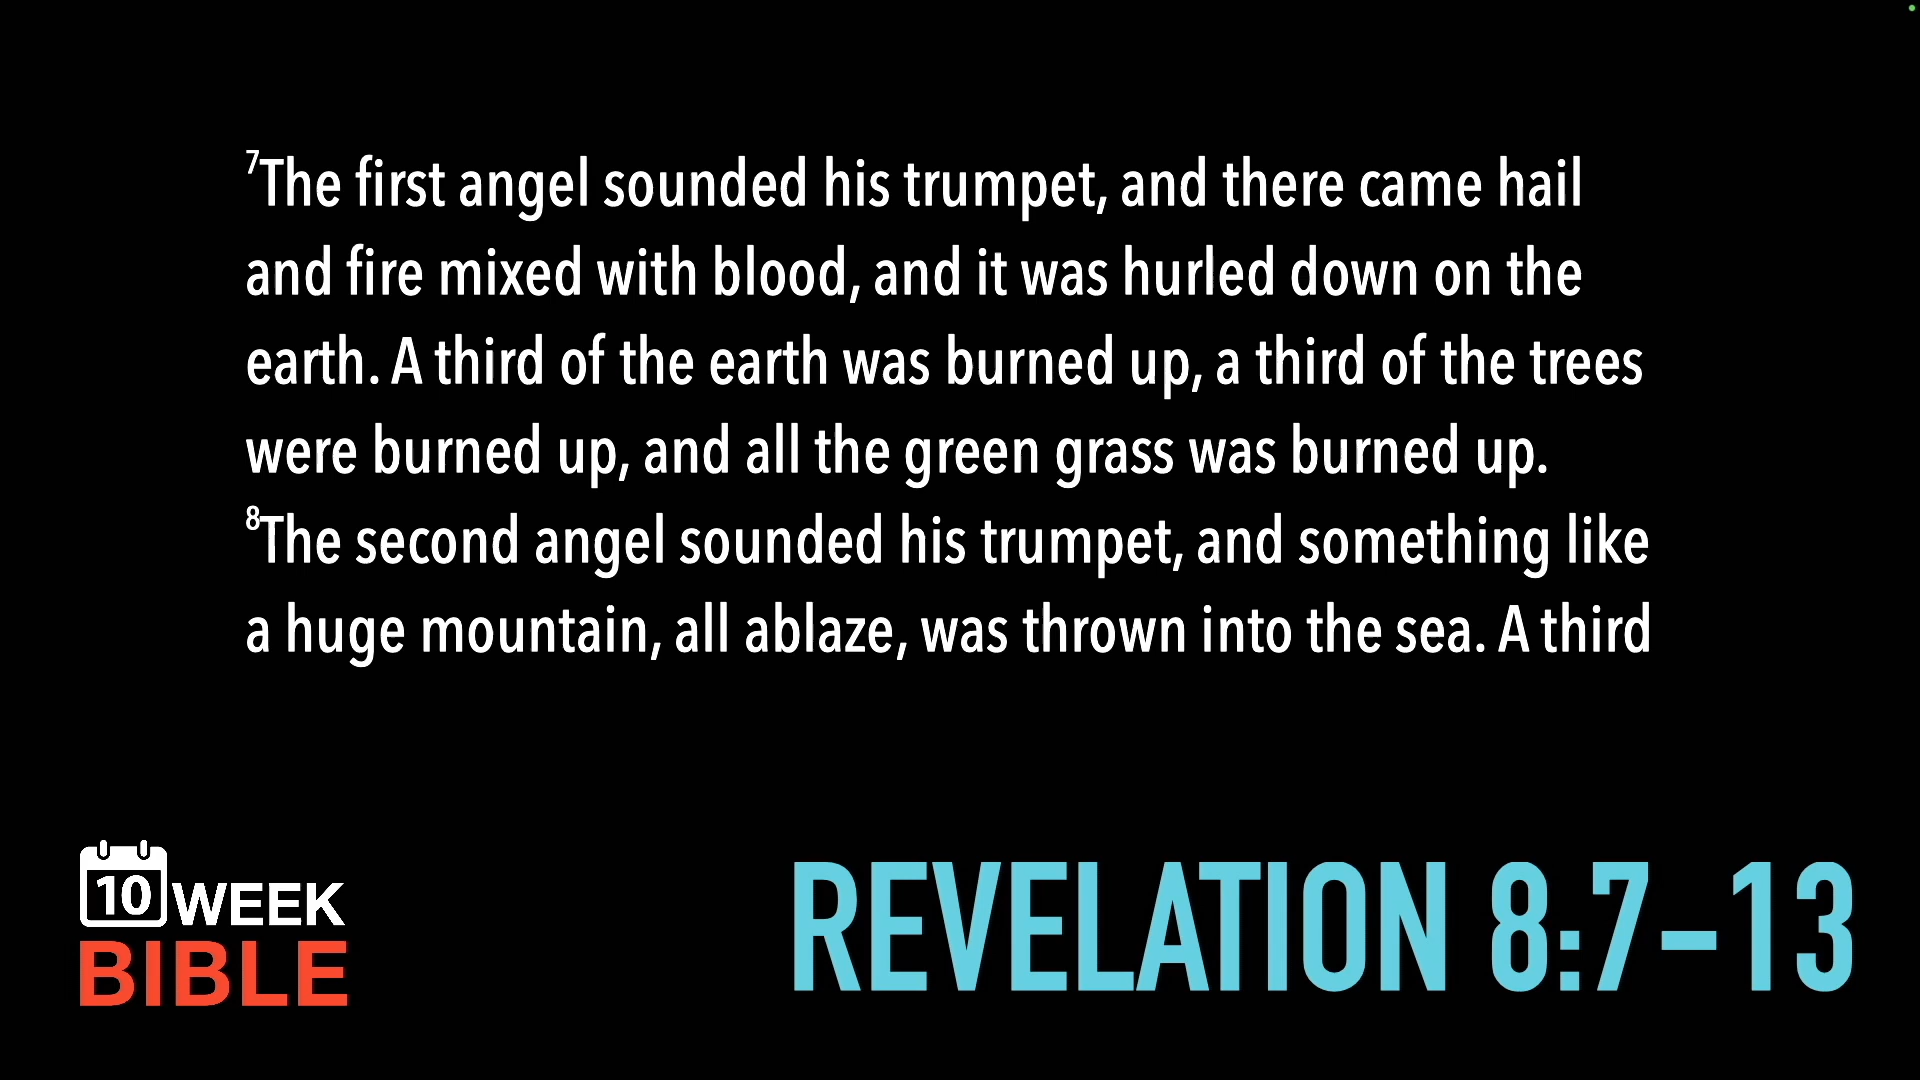 7The first angel sounded his trumpet, and there came hail
and fire mixed with blood, and it was hurled down on the
earth. A third of the earth was burned up, a third of the trees
were burned up, and all the green grass was burned up.
8The second angel sounded his trumpet, and something like
a huge mountain, all ablaze, was thrown into the sea. A third
10 WEEK
BIBLE
REVELATION 8:7–13